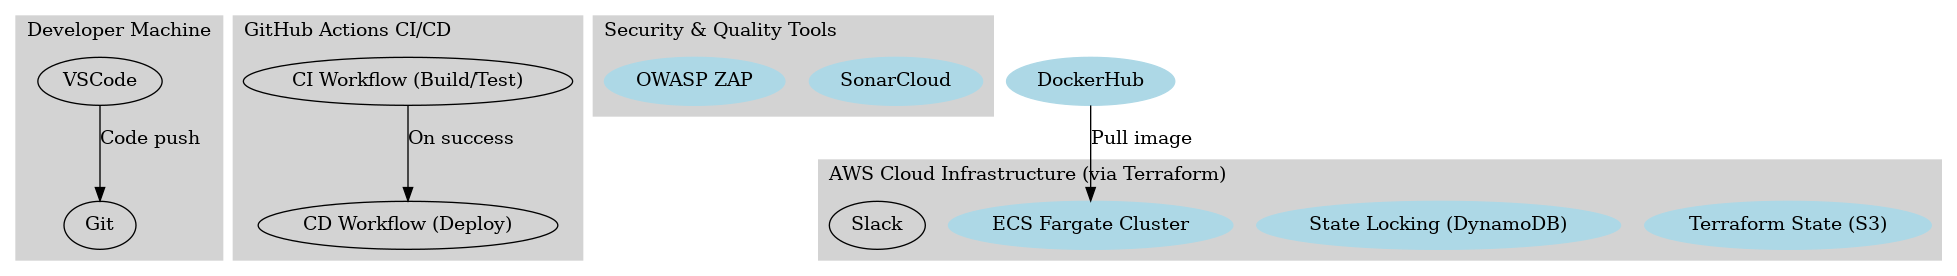 Developer Machine
VSCode
Code push
Git
GitHub Actions CI/CD
CI Workflow (Build/Test)
On success
CD Workflow (Deploy)
Security & Quality Tools
OWASP ZAP
SonarCloud
DockerHub
Pull image
AWS Cloud Infrastructure (via Terraform)
Slack
ECS Fargate Cluster
State Locking (DynamoDB)
Terraform State (S3)